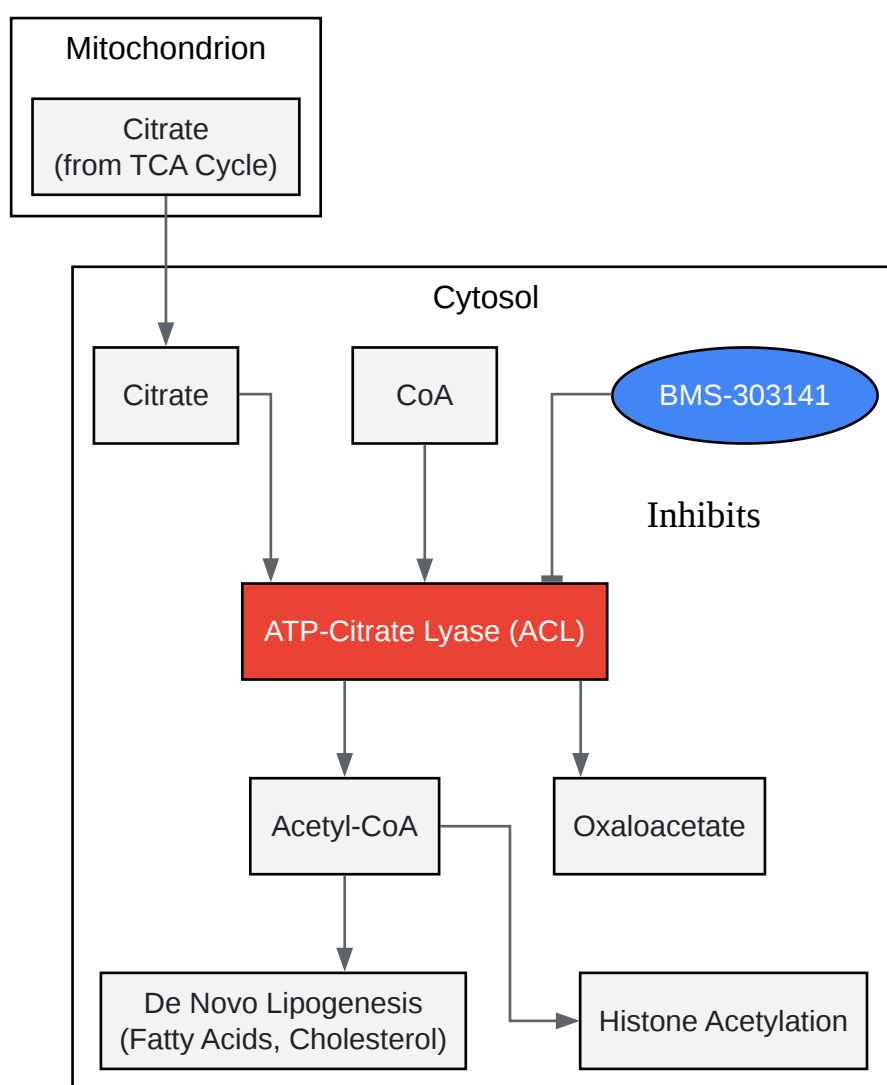 Mitochondrion
Citrate
(from TCA Cycle)
Cytosol
Citrate
CoA
BMS-303141
Inhibits
ATP-Citrate Lyase (ACL)
Acetyl-CoA
Oxaloacetate
De Novo Lipogenesis
(Fatty Acids, Cholesterol)
Histone Acetylation